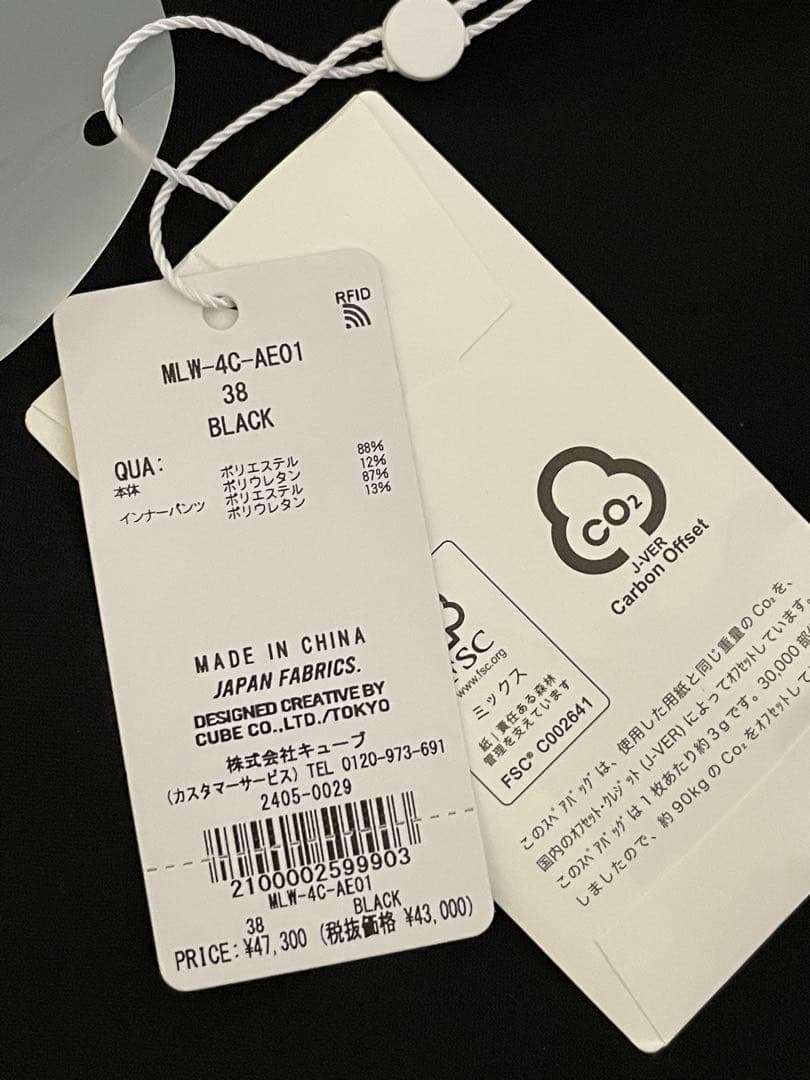 RFID
MLW-4C-AE01
38
BLACK
QUA:
本体 ポリエステル 88%
ポリウレタン 12%
インナーパンツ ポリエステル 87%
ポリウレタン 13%
MADE IN CHINA
JAPAN FABRICS.
DESIGNED CREATIVE BY
CUBE CO.,LTD./TOKYO
株式会社キューブ
(カスタマーサービス) TEL 0120-973-691
2405-0029
2100002599903
MLW-4C-AE01
38 BLACK
PRICE:¥47,300 (税抜価格 ¥43,000)
CO2
J-VER
Carbon Offset
FSC
www.fsc.org
ミックス
紙|責任ある森林
管理を支えています
FSC® C002641
このスペアバッグは、使用した用紙と同じ重量のCO₂を、
国内のオフセット・クレジット(J-VER)によってオフセットしています。
このスペアバッグは1枚あたり約3gです。30,000部
しましたので、約90kgのCO₂をオフセットして